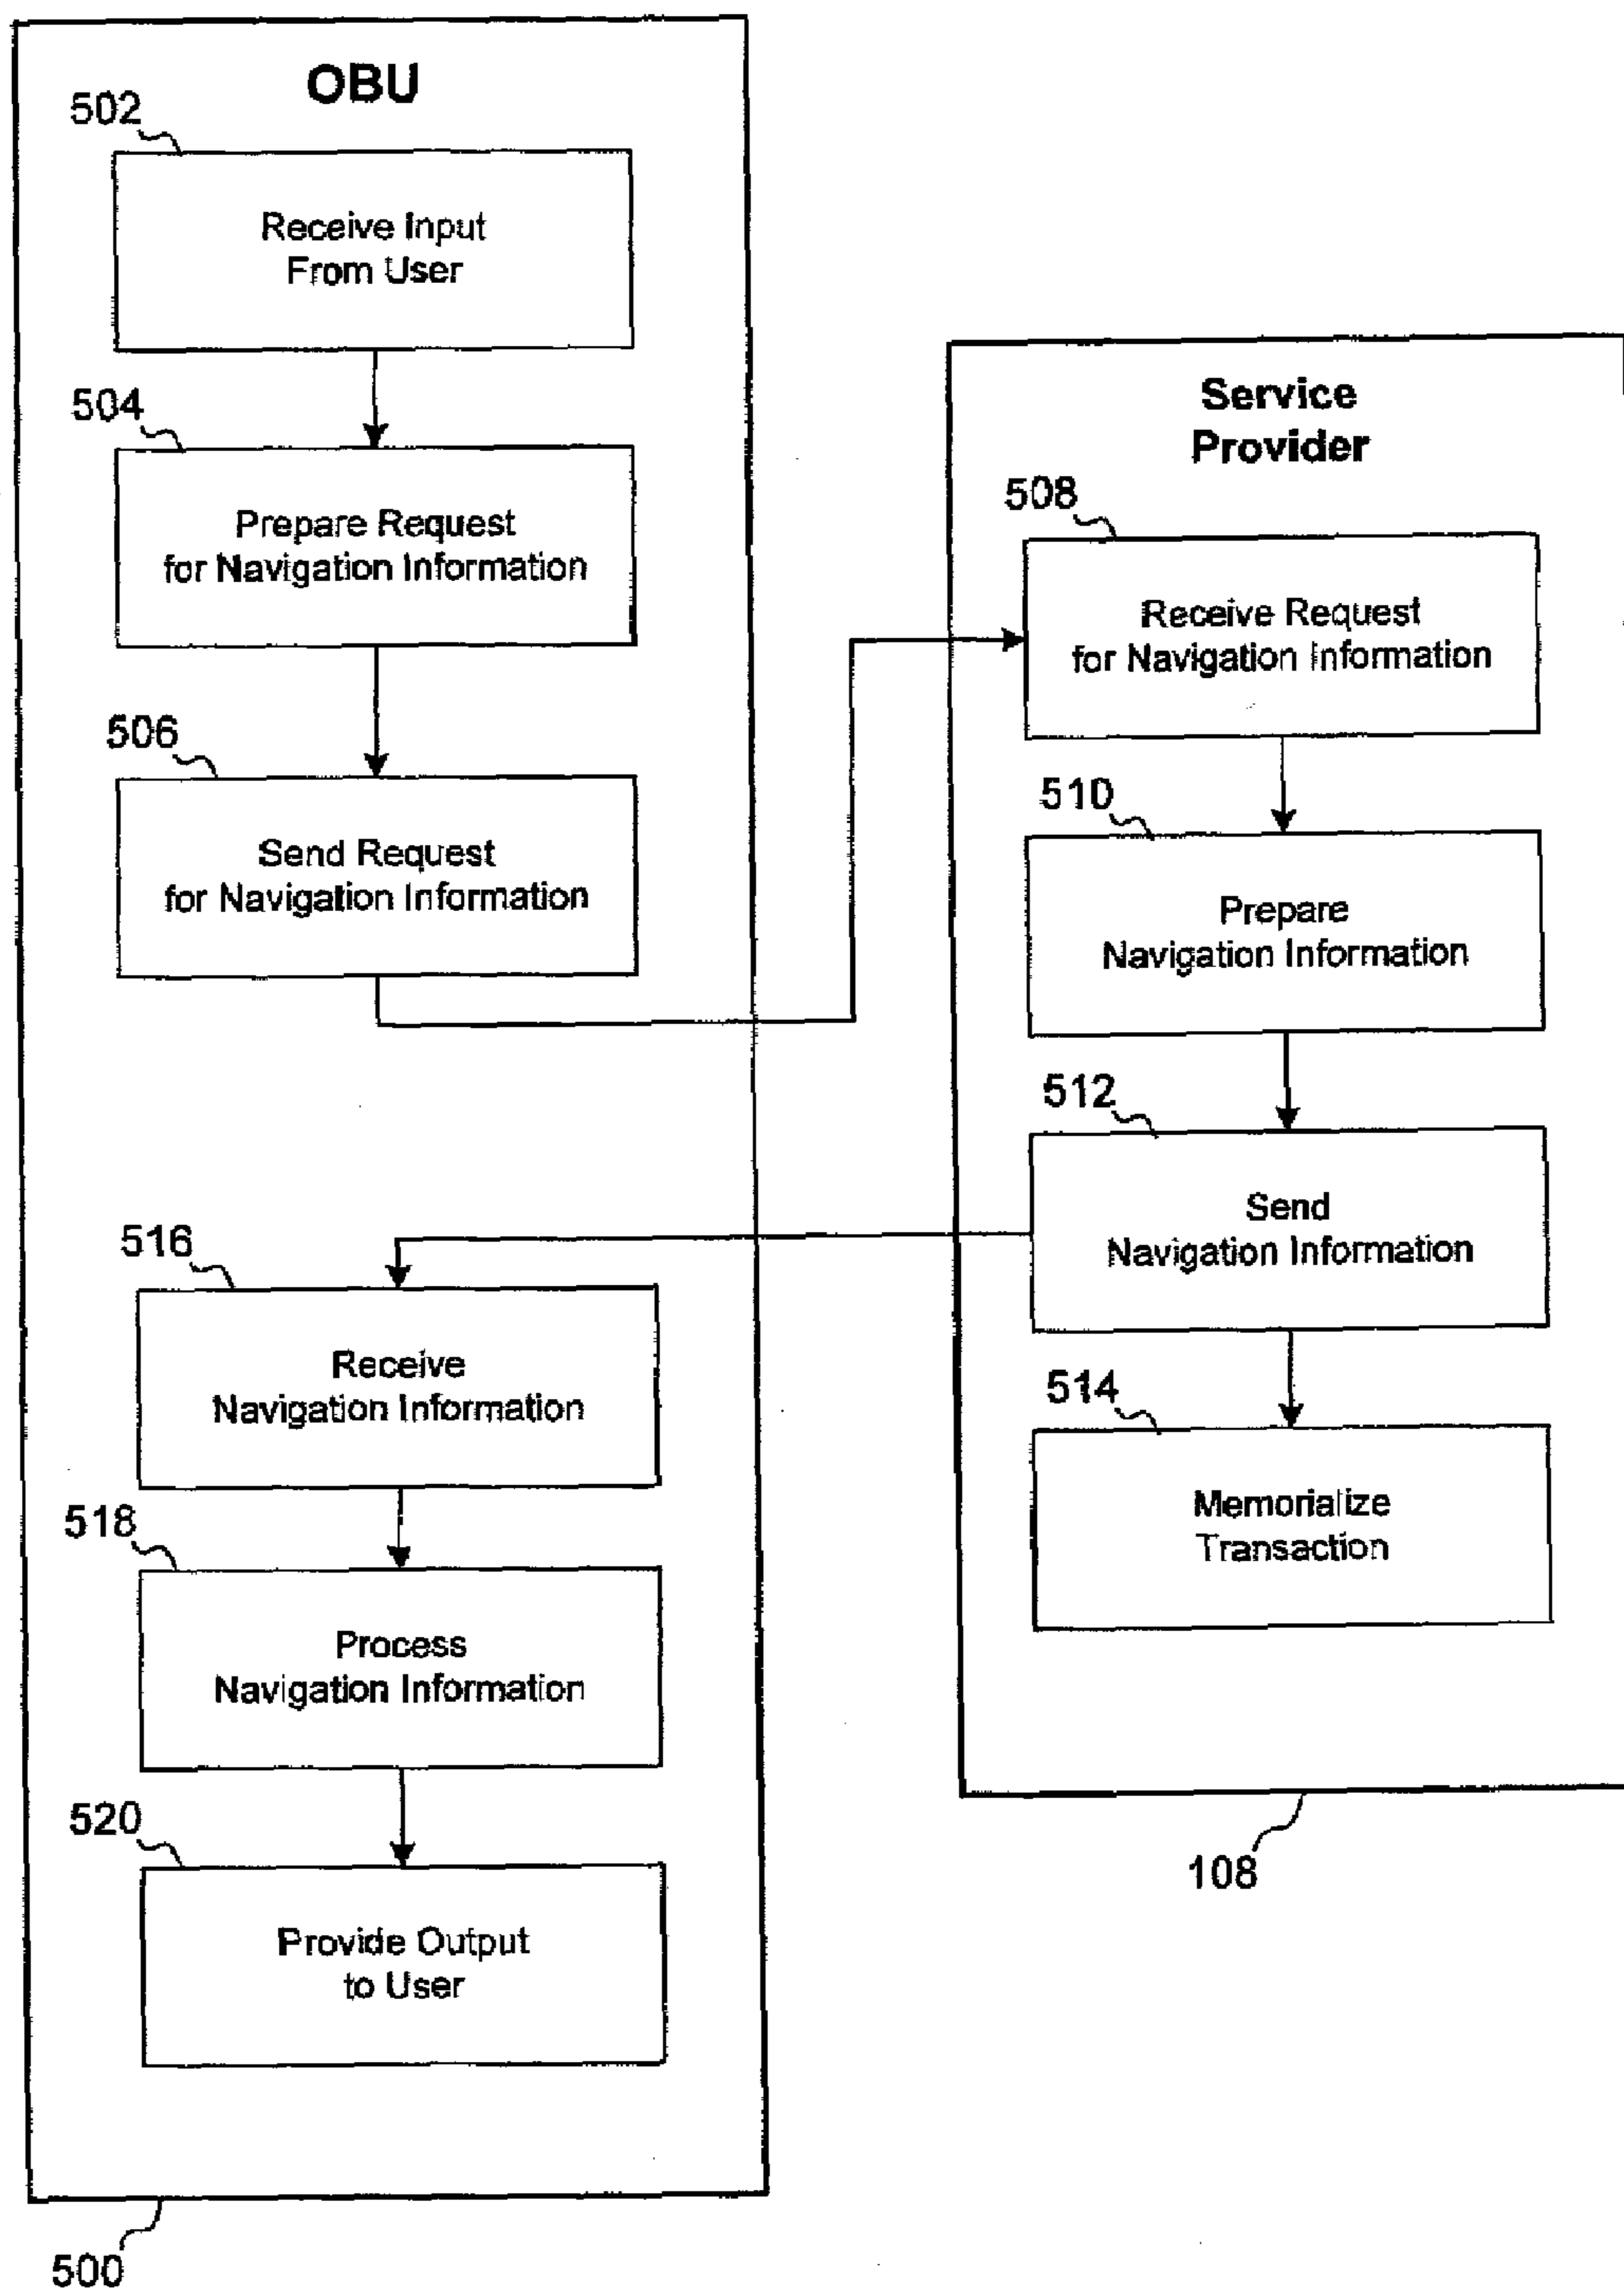 OBU
502
Receive Input
From User
504
Prepare Request
for Navigation Information
506
Send Request
for Navigation Information
Service
Provider
508
Receive Request
for Navigation Information
510
Prepare
Navigation Information
512
Send
Navigation Information
514
Memorialize
Transaction
108
516
Receive
Navigation Information
518
Process
Navigation Information
520
Provide Output
to User
500